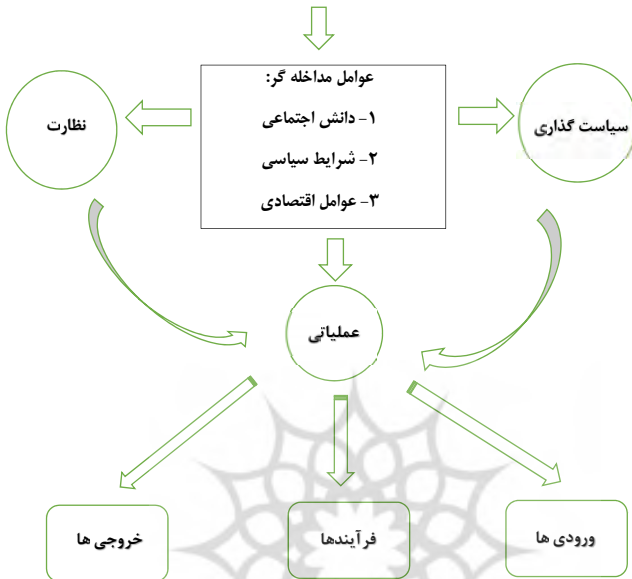 عوامل مداخله گر:
۱- دانش اجتماعی
۲- شرایط سیاسی
۳- عوامل اقتصادی
سیاست گذاری
نظارت
عملیاتی
ورودی ها
فرآیندها
خروجی ها